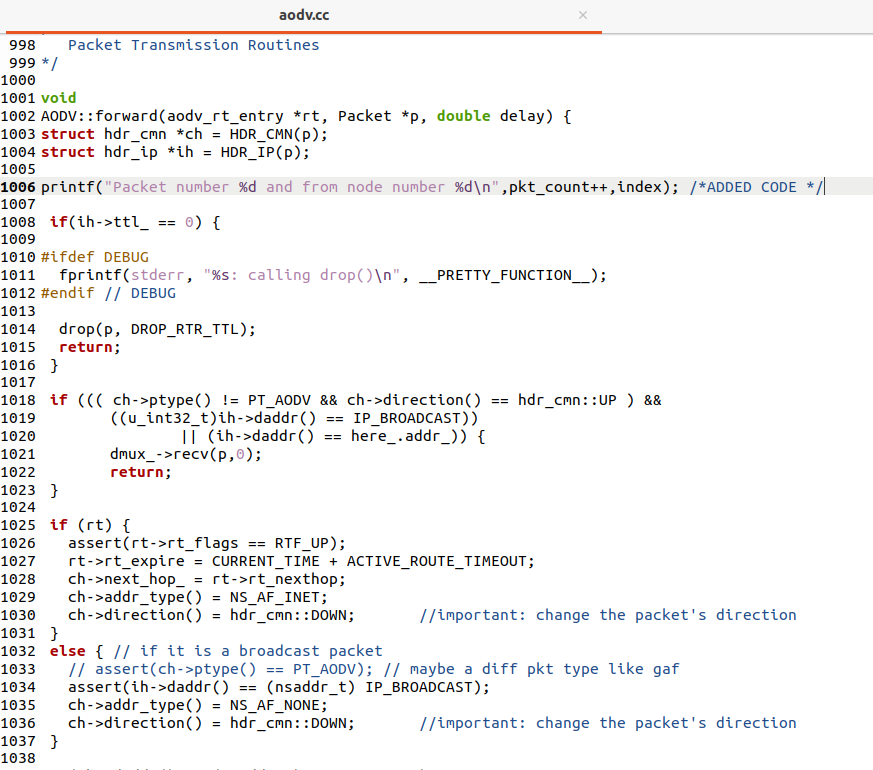 aodv.cc ×
998 Packet Transmission Routines
999 */
1000
1001 void
1002 AODV::forward(aodv_rt_entry *rt, Packet *p, double delay) {
1003 struct hdr_cmn *ch = HDR_CMN(p);
1004 struct hdr_ip *ih = HDR_IP(p);
1005
1006 printf("Packet number %d and from node number %d\n",pkt_count++,index); /*ADDED CODE */
1007
1008 if(ih->ttl_ == 0) {
1009
1010 #ifdef DEBUG
1011 fprintf(stderr, "%s: calling drop()\n", __PRETTY_FUNCTION__);
1012 #endif // DEBUG
1013
1014 drop(p, DROP_RTR_TTL);
1015 return;
1016 }
1017
1018 if ((( ch->ptype() != PT_AODV && ch->direction() == hdr_cmn::UP ) &&
1019 ((u_int32_t)ih->daddr() == IP_BROADCAST))
1020 || (ih->daddr() == here_.addr_)) {
1021 dmux_->recv(p,0);
1022 return;
1023 }
1024
1025 if (rt) {
1026 assert(rt->rt_flags == RTF_UP);
1027 rt->rt_expire = CURRENT_TIME + ACTIVE_ROUTE_TIMEOUT;
1028 ch->next_hop_ = rt->rt_nexthop;
1029 ch->addr_type() = NS_AF_INET;
1030 ch->direction() = hdr_cmn::DOWN; //important: change the packet's direction
1031 }
1032 else { // if it is a broadcast packet
1033 // assert(ch->ptype() == PT_AODV); // maybe a diff pkt type like gaf
1034 assert(ih->daddr() == (nsaddr_t) IP_BROADCAST);
1035 ch->addr_type() = NS_AF_NONE;
1036 ch->direction() = hdr_cmn::DOWN; //important: change the packet's direction
1037 }
1038